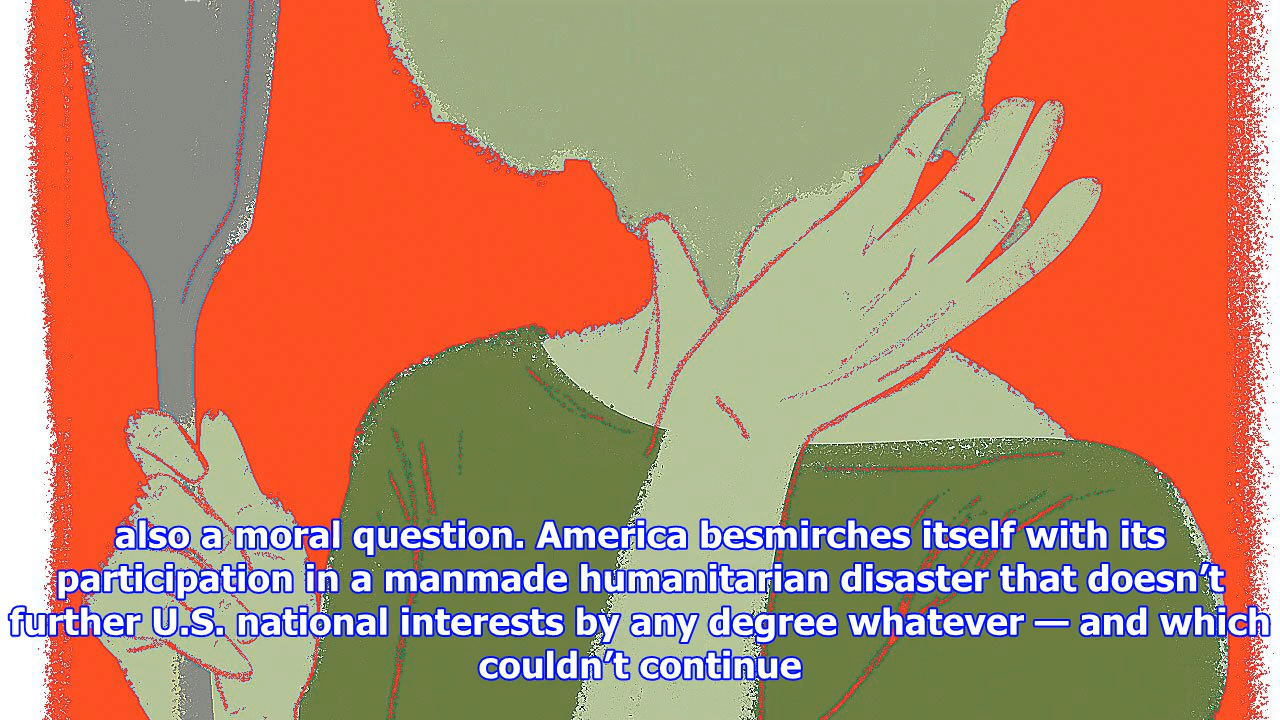 also a moral question. America besmirches itself with its
participation in a manmade humanitarian disaster that doesn’t
further U.S. national interests by any degree whatever — and which
couldn’t continue